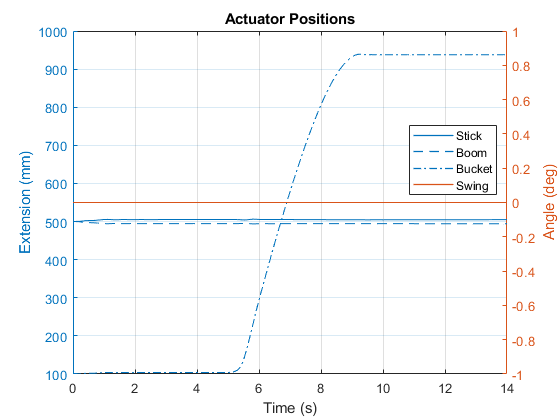 Actuator Positions
1000
900
800
700
600
500
400
300
200
100
Extension (mm)
1
0.8
0.6
0.4
0.2
0
-0.2
-0.4
-0.6
-0.8
-1
Angle (deg)
Stick
Boom
Bucket
Swing
0 2 4 6 8 10 12 14
Time (s)